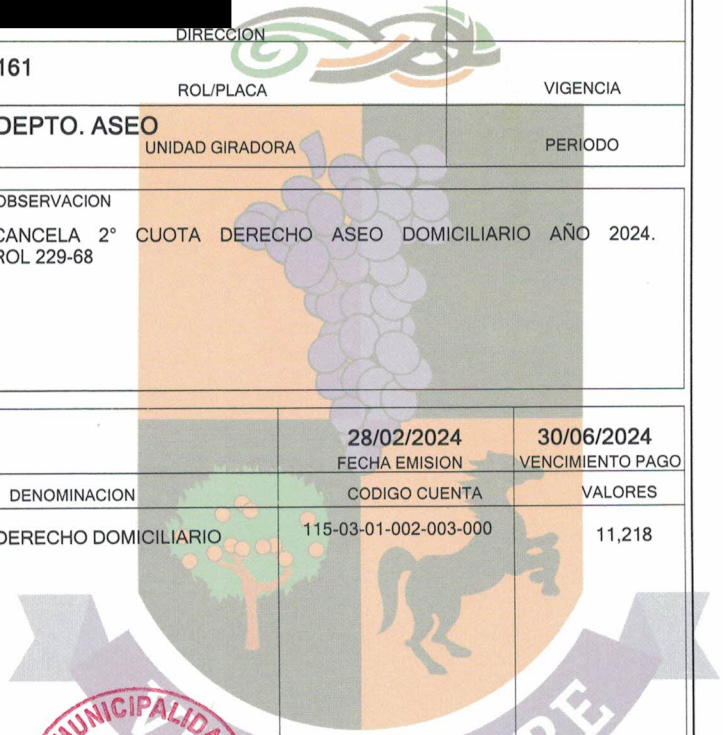 DIRECCION
161
ROL/PLACA VIGENCIA
DEPTO. ASEO
UNIDAD GIRADORA PERIODO
OBSERVACION
CANCELA 2° CUOTA DERECHO ASEO DOMICILIARIO AÑO 2024.
ROL 229-68
28/02/2024 30/06/2024
FECHA EMISION VENCIMIENTO PAGO
DENOMINACION CODIGO CUENTA VALORES
DERECHO DOMICILIARIO 115-03-01-002-003-000 11,218
MUNICIPALIDA
RE